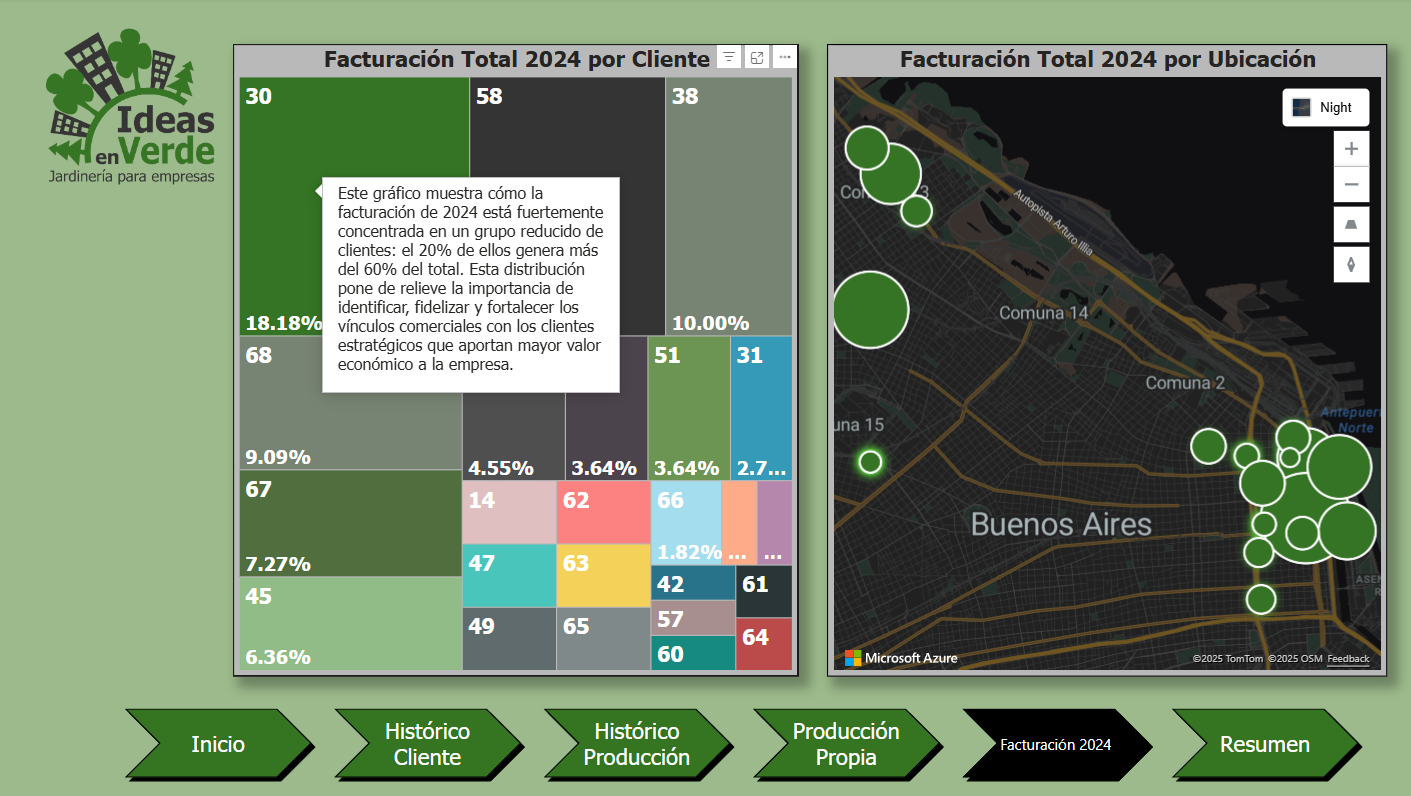 Ideas
en Verde
Jardinería para empresas
Facturación Total 2024 por Cliente
30
58
38
18.18%
10.00%
Este gráfico muestra cómo la
facturación de 2024 está fuertemente
concentrada en un grupo reducido de
clientes: el 20% de ellos genera más
del 60% del total. Esta distribución
pone de relieve la importancia de
identificar, fidelizar y fortalecer los
vínculos comerciales con los clientes
estratégicos que aportan mayor valor
económico a la empresa.
68
51
31
9.09%
4.55%
3.64%
3.64%
2.7...
67
7.27%
45
6.36%
14
62
66
1.82%
...
...
47
63
42
61
49
65
57
60
64
Facturación Total 2024 por Ubicación
Night
Autopista Arturo Illia
Comuna 14
Comuna 2
una 15
Antepuer
Norte
Buenos Aires
Microsoft Azure
©2025 TomTom ©2025 OSM Feedback
Inicio
Histórico
Cliente
Histórico
Producción
Producción
Propia
Facturación 2024
Resumen